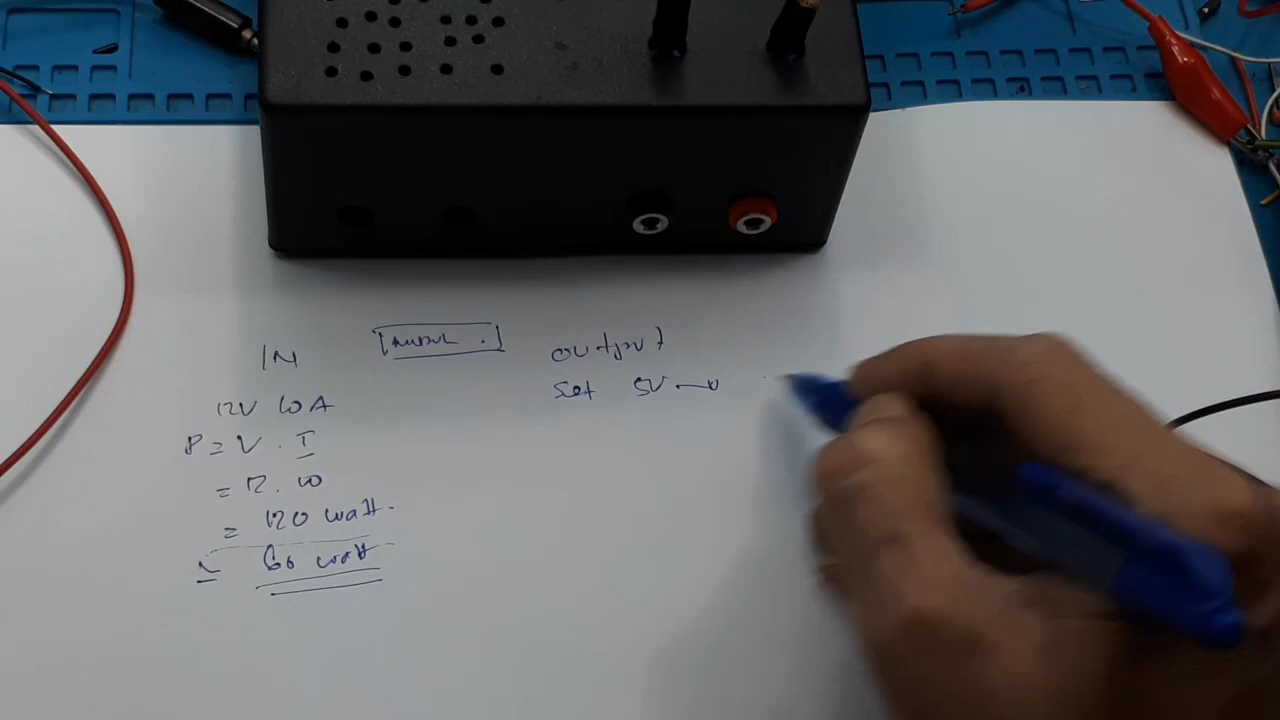 IN
12V 10A
P = V . I
= 12 . 10
= 120 watt.
≈ 60 watt
output
set 5V →